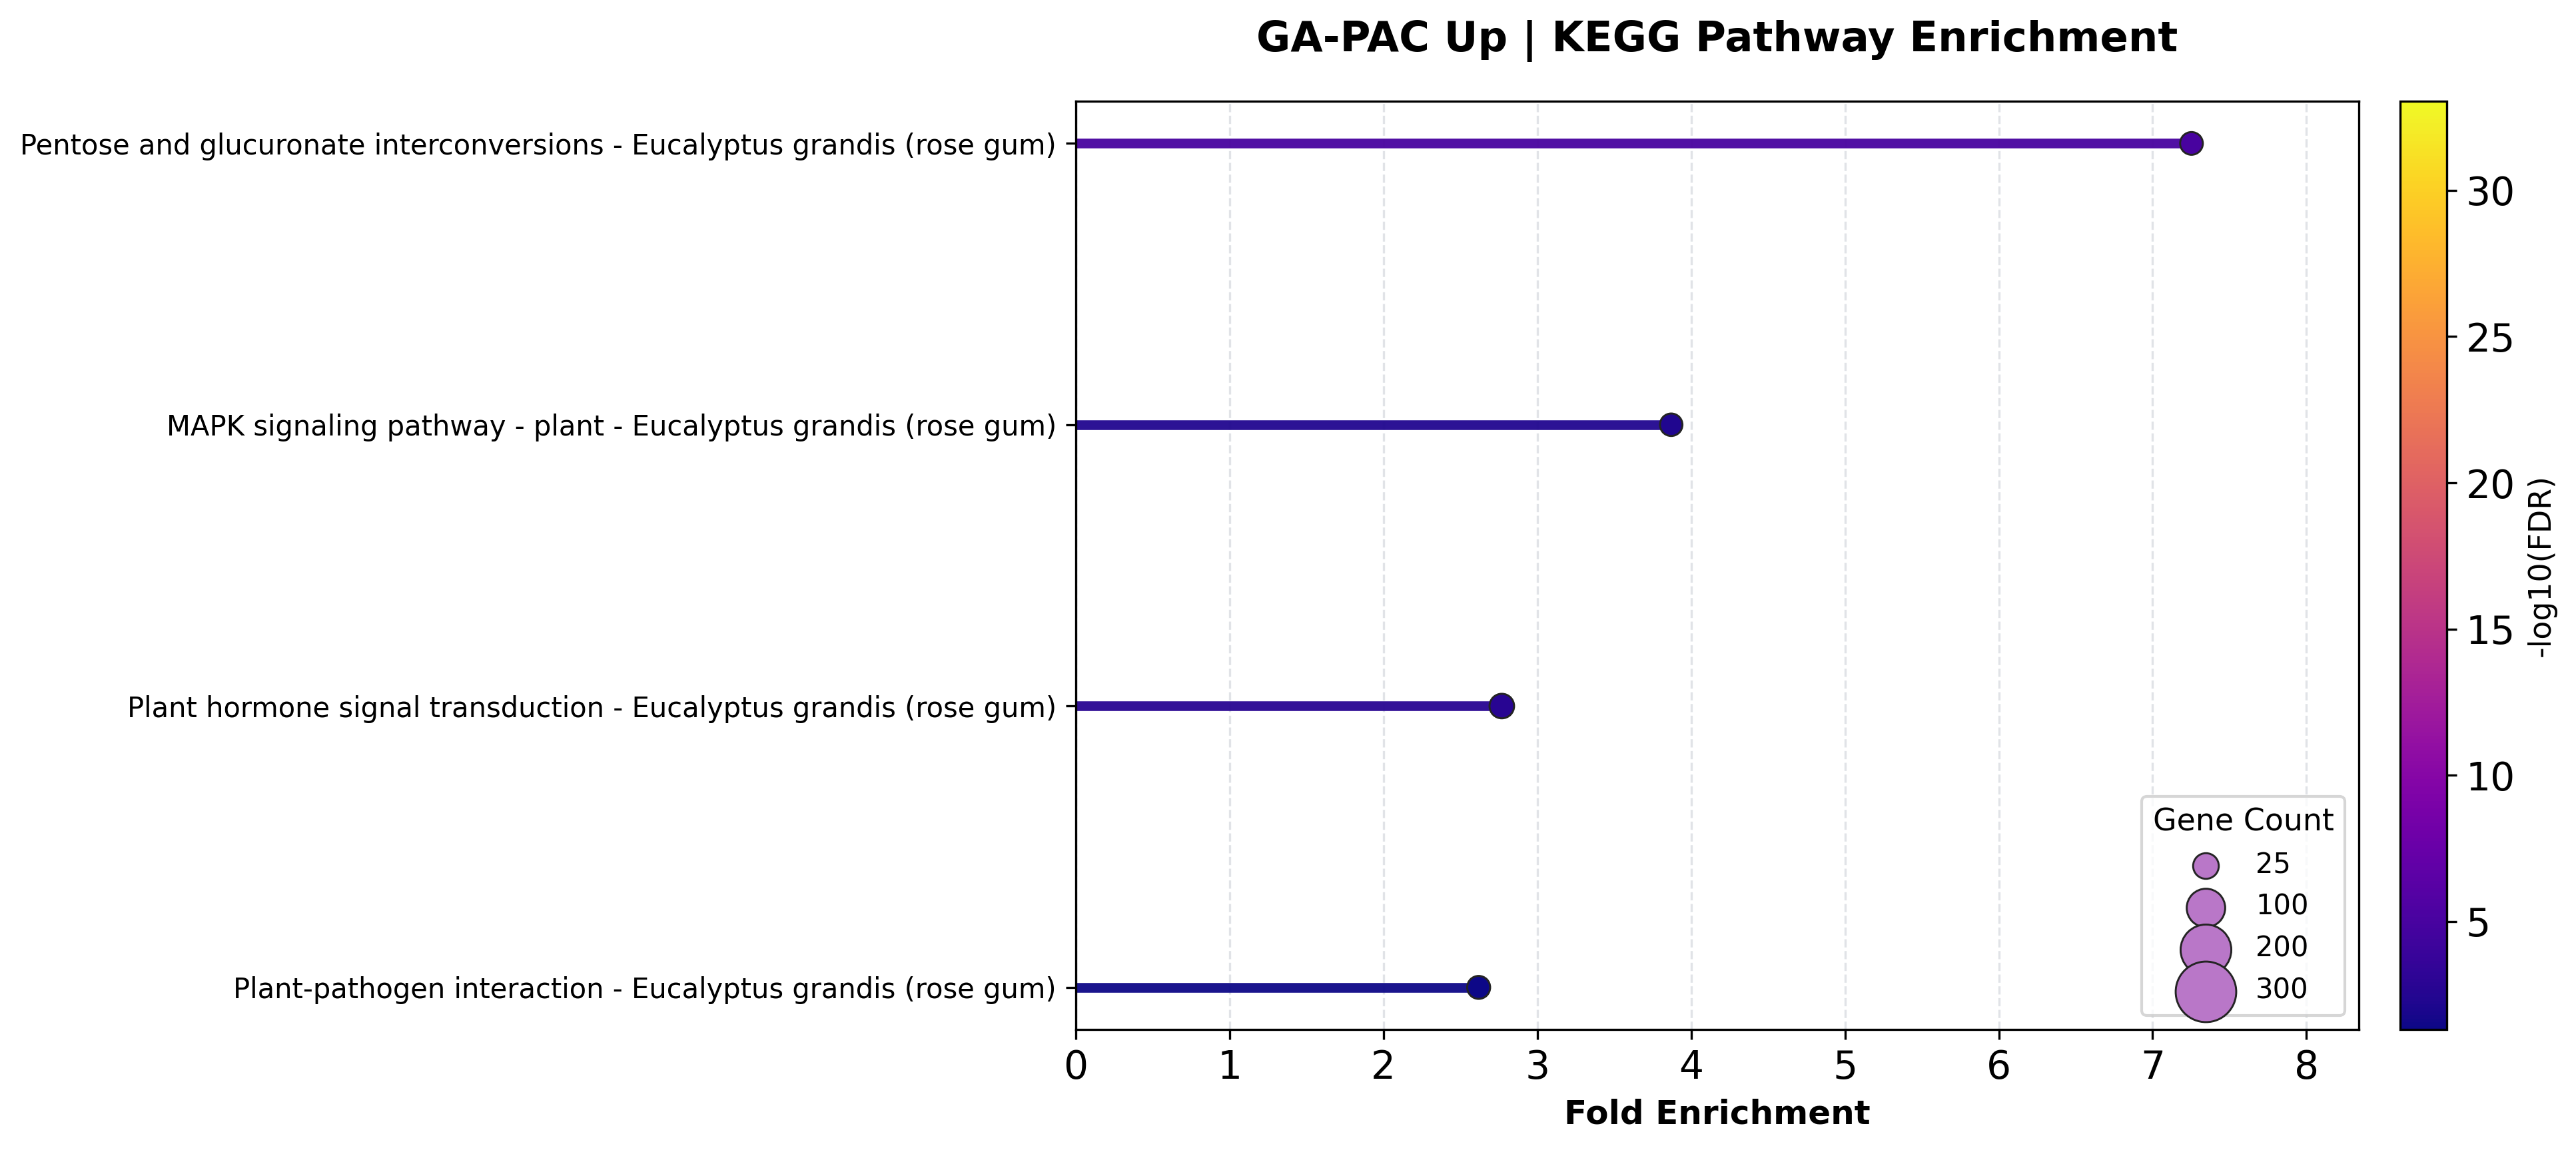 GA-PAC Up | KEGG Pathway Enrichment
Pentose and glucuronate interconversions - Eucalyptus grandis (rose gum)
MAPK signaling pathway - plant - Eucalyptus grandis (rose gum)
Plant hormone signal transduction - Eucalyptus grandis (rose gum)
Plant-pathogen interaction - Eucalyptus grandis (rose gum)
0 1 2 3 4 5 6 7 8
Fold Enrichment
Gene Count
25
100
200
300
30
25
20
15
10
5
-log10(FDR)